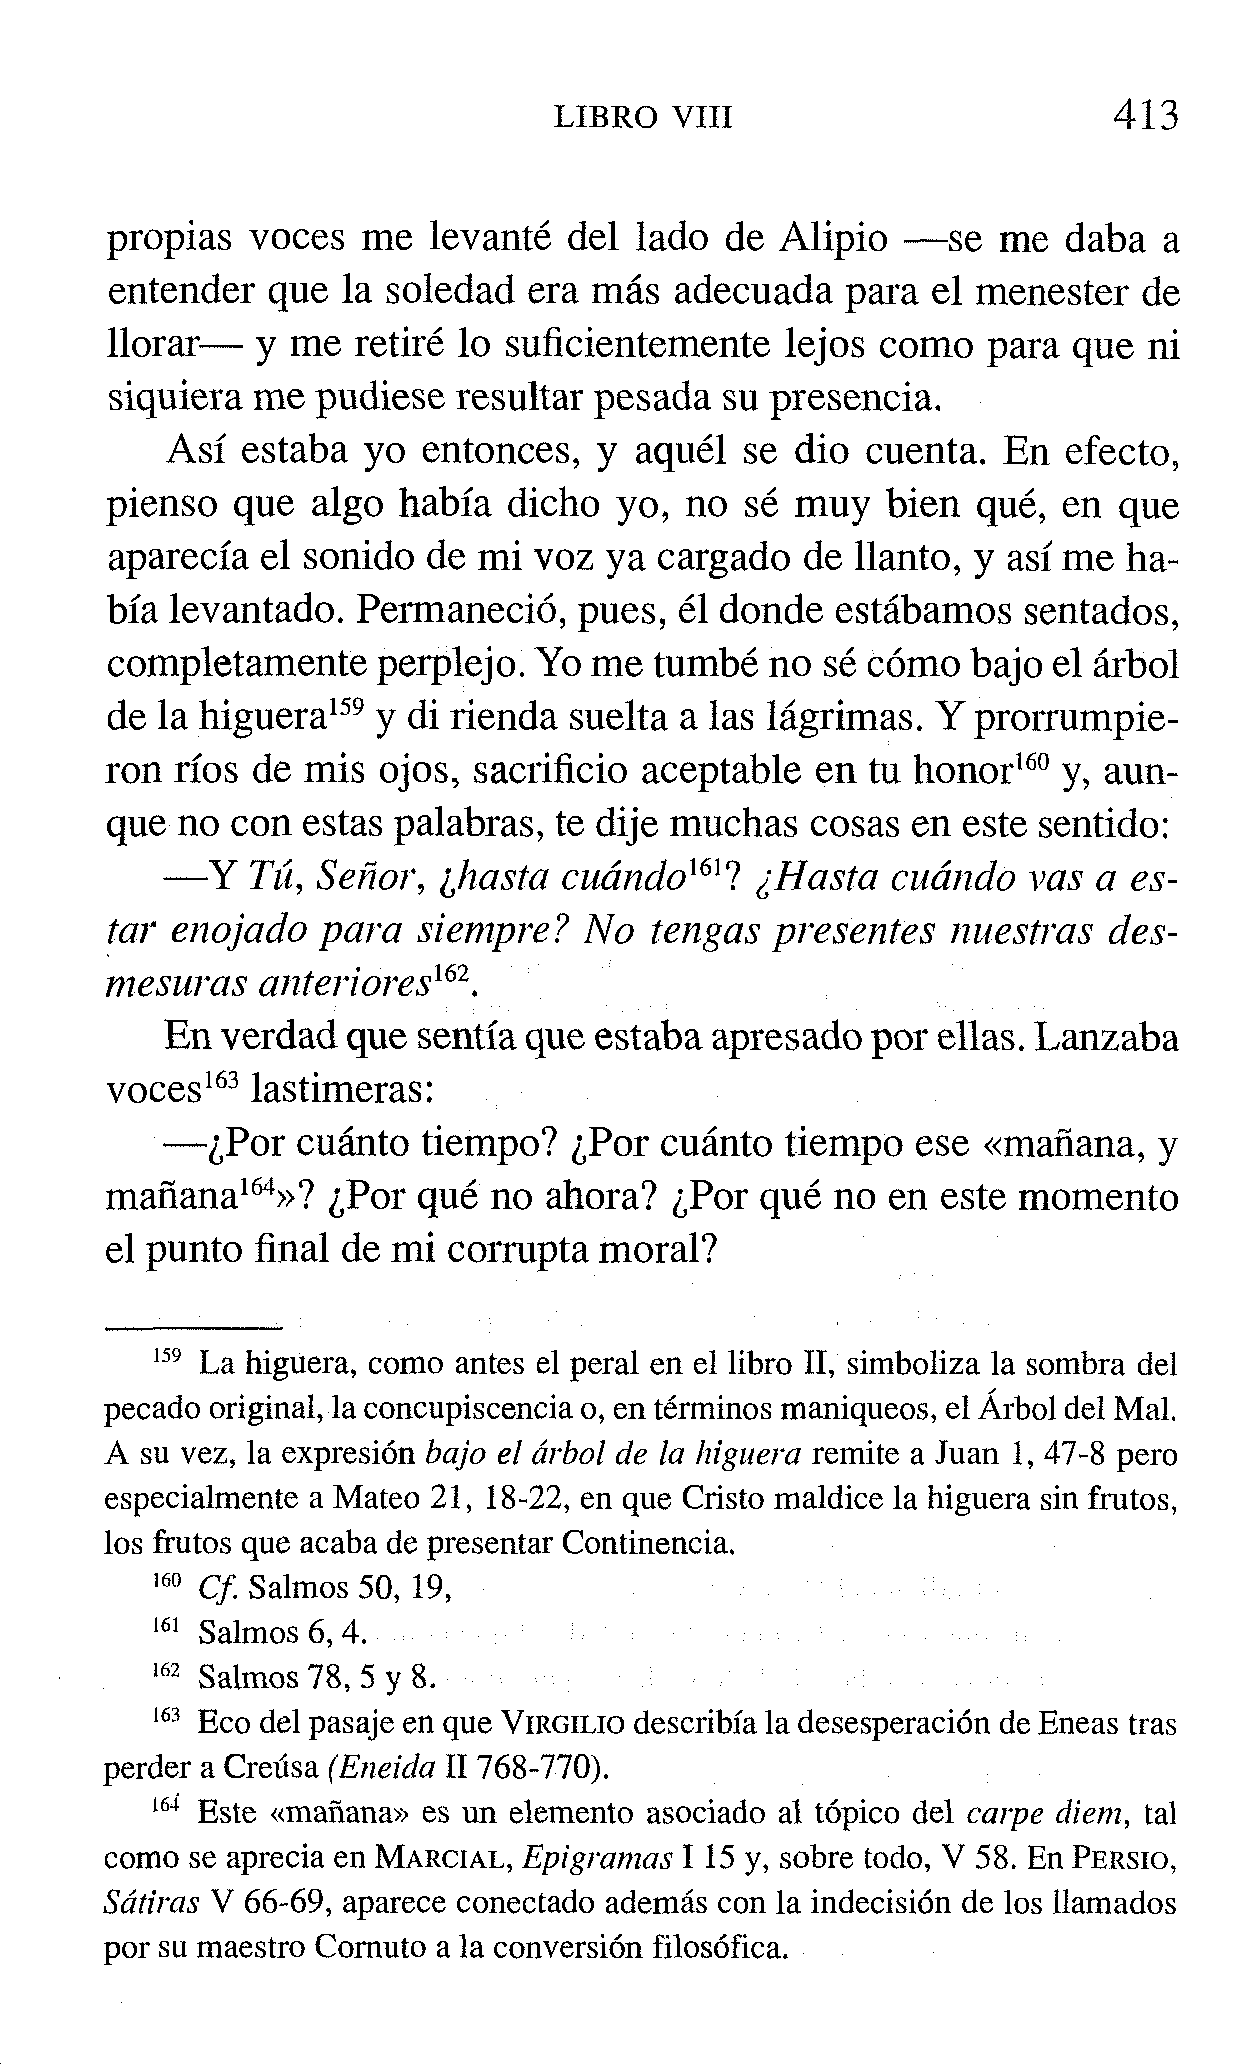 LIBRO VIII 413
propias voces me levanté del lado de Alipio —se me daba a
entender que la soledad era más adecuada para el menester de
llorar— y me retiré lo suficientemente lejos como para que ni
siquiera me pudiese resultar pesada su presencia.
Así estaba yo entonces, y aquél se dio cuenta. En efecto,
pienso que algo había dicho yo, no sé muy bien qué, en que
aparecía el sonido de mi voz ya cargado de llanto, y así me ha-
bía levantado. Permaneció, pues, él donde estábamos sentados,
completamente perplejo. Yo me tumbé no sé cómo bajo el árbol
de la higuera¹⁵⁹ y di rienda suelta a las lágrimas. Y prorrumpie-
ron ríos de mis ojos, sacrificio aceptable en tu honor¹⁶⁰ y, aun-
que no con estas palabras, te dije muchas cosas en este sentido:
—Y Tú, Señor, ¿hasta cuándo¹⁶¹? ¿Hasta cuándo vas a es-
tar enojado para siempre? No tengas presentes nuestras des-
mesuras anteriores¹⁶².
En verdad que sentía que estaba apresado por ellas. Lanzaba
voces¹⁶³ lastimeras:
—¿Por cuánto tiempo? ¿Por cuánto tiempo ese «mañana, y
mañana¹⁶⁴»? ¿Por qué no ahora? ¿Por qué no en este momento
el punto final de mi corrupta moral?
¹⁵⁹ La higuera, como antes el peral en el libro II, simboliza la sombra del
pecado original, la concupiscencia o, en términos maniqueos, el Árbol del Mal.
A su vez, la expresión bajo el árbol de la higuera remite a Juan 1, 47-8 pero
especialmente a Mateo 21, 18-22, en que Cristo maldice la higuera sin frutos,
los frutos que acaba de presentar Continencia.
¹⁶⁰ Cf. Salmos 50, 19,
¹⁶¹ Salmos 6, 4.
¹⁶² Salmos 78, 5 y 8.
¹⁶³ Eco del pasaje en que VIRGILIO describía la desesperación de Eneas tras
perder a Creúsa (Eneida II 768-770).
¹⁶⁴ Este «mañana» es un elemento asociado al tópico del carpe diem, tal
como se aprecia en MARCIAL, Epigramas I 15 y, sobre todo, V 58. En PERSIO,
Sátiras V 66-69, aparece conectado además con la indecisión de los llamados
por su maestro Cornuto a la conversión filosófica.